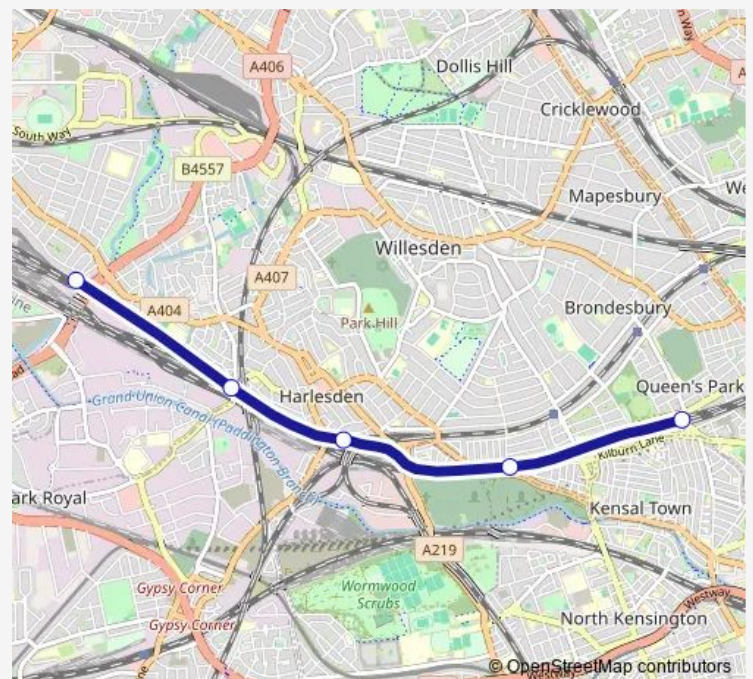 A406
Dollis Hill
Cricklewood
South Way
B4557
Mapesbury
Willesden
A407
A404
Park Hill
Brondesbury
Harlesden
Queen's Park
Grand Union Canal (Paddington Branch)
Kilburn Lane
ark Royal
Kensal Town
A219
Gypsy Corner
Wormwood
Scrubs
Gypsy Corner
North Kensington
Westway
Westway
© OpenStreetMap contributors